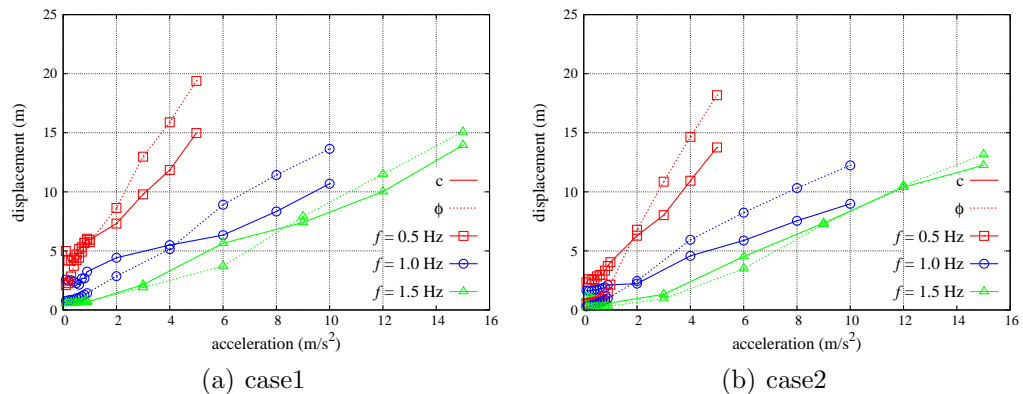 25
20
15
10
5
0
0 2 4 6 8 10 12 14 16
displacement (m)
acceleration (m/s²)
c
ϕ
f = 0.5 Hz
f = 1.0 Hz
f = 1.5 Hz
(a) case1
25
20
15
10
5
0
0 2 4 6 8 10 12 14 16
displacement (m)
acceleration (m/s²)
c
ϕ
f = 0.5 Hz
f = 1.0 Hz
f = 1.5 Hz
(b) case2